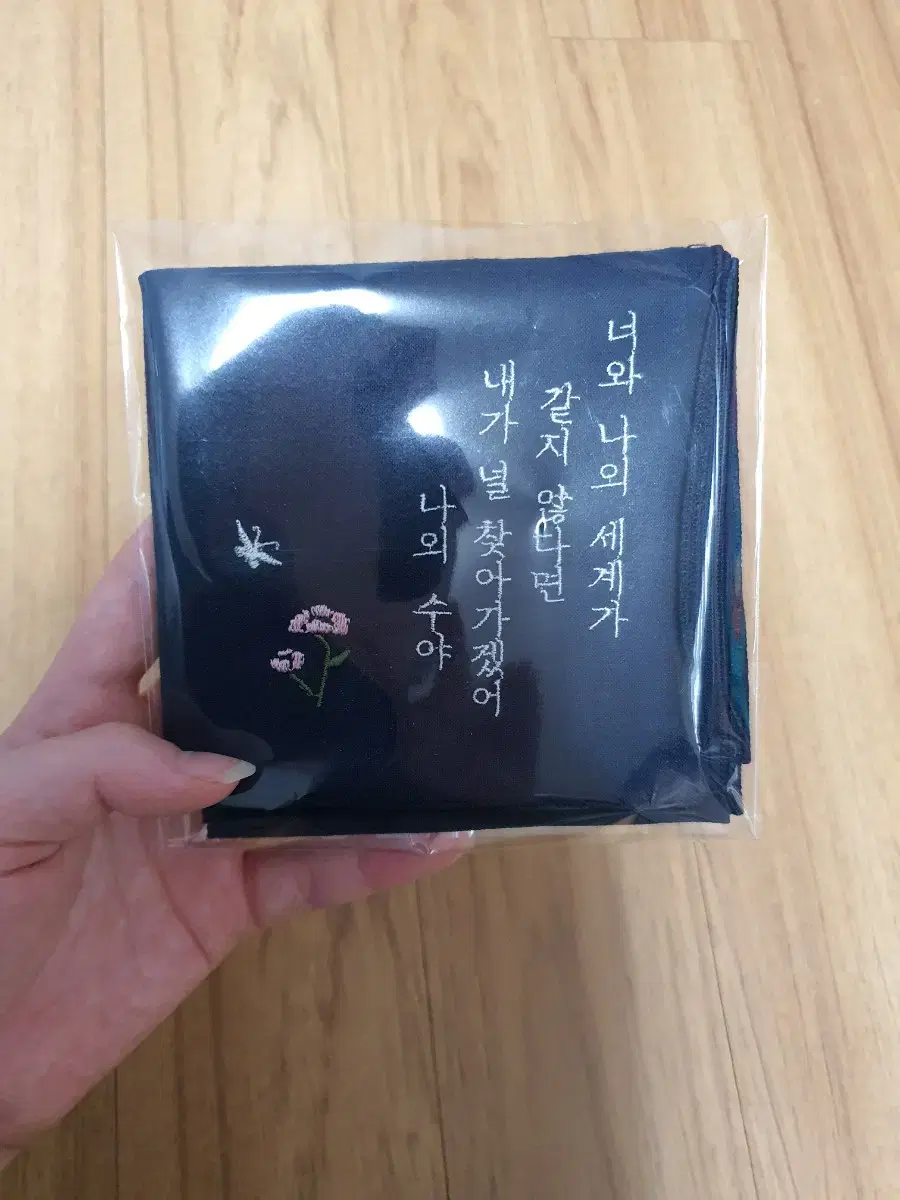 너와 나의 세계가
같지 않다면
내가 널 찾아가겠어
나의 수야